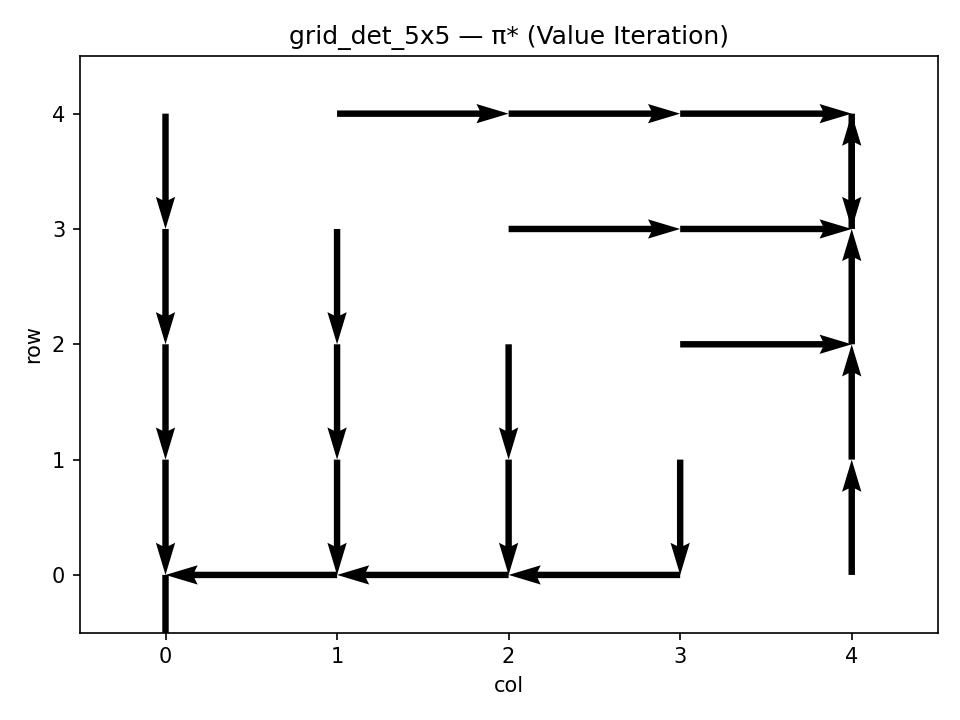 grid_det_5x5 — π* (Value Iteration)
4
3
2
1
0
row
0 1 2 3 4
col